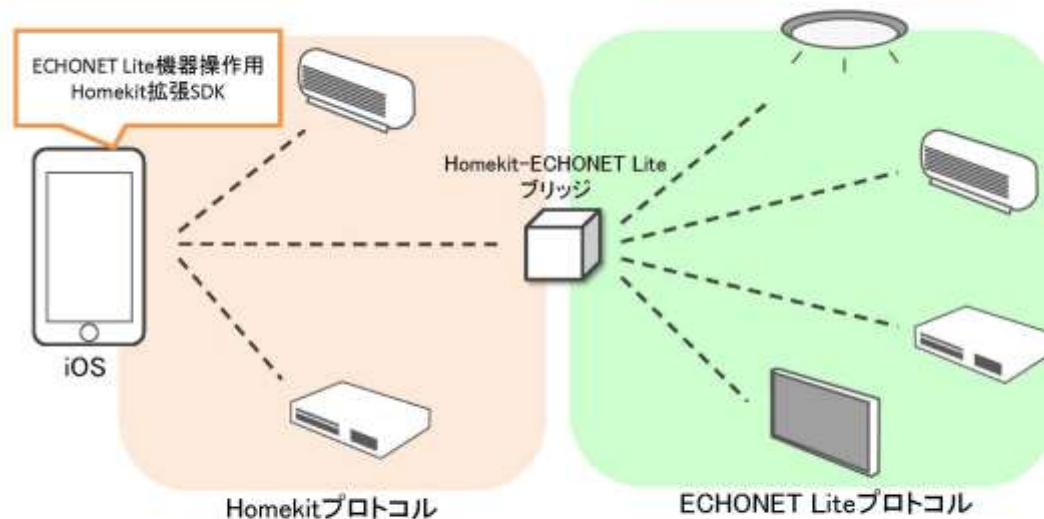 ECHONET Lite機器操作用
Homekit拡張SDK
Homekit-ECHONET Lite
ブリッジ
iOS
Homekitプロトコル
ECHONET Liteプロトコル